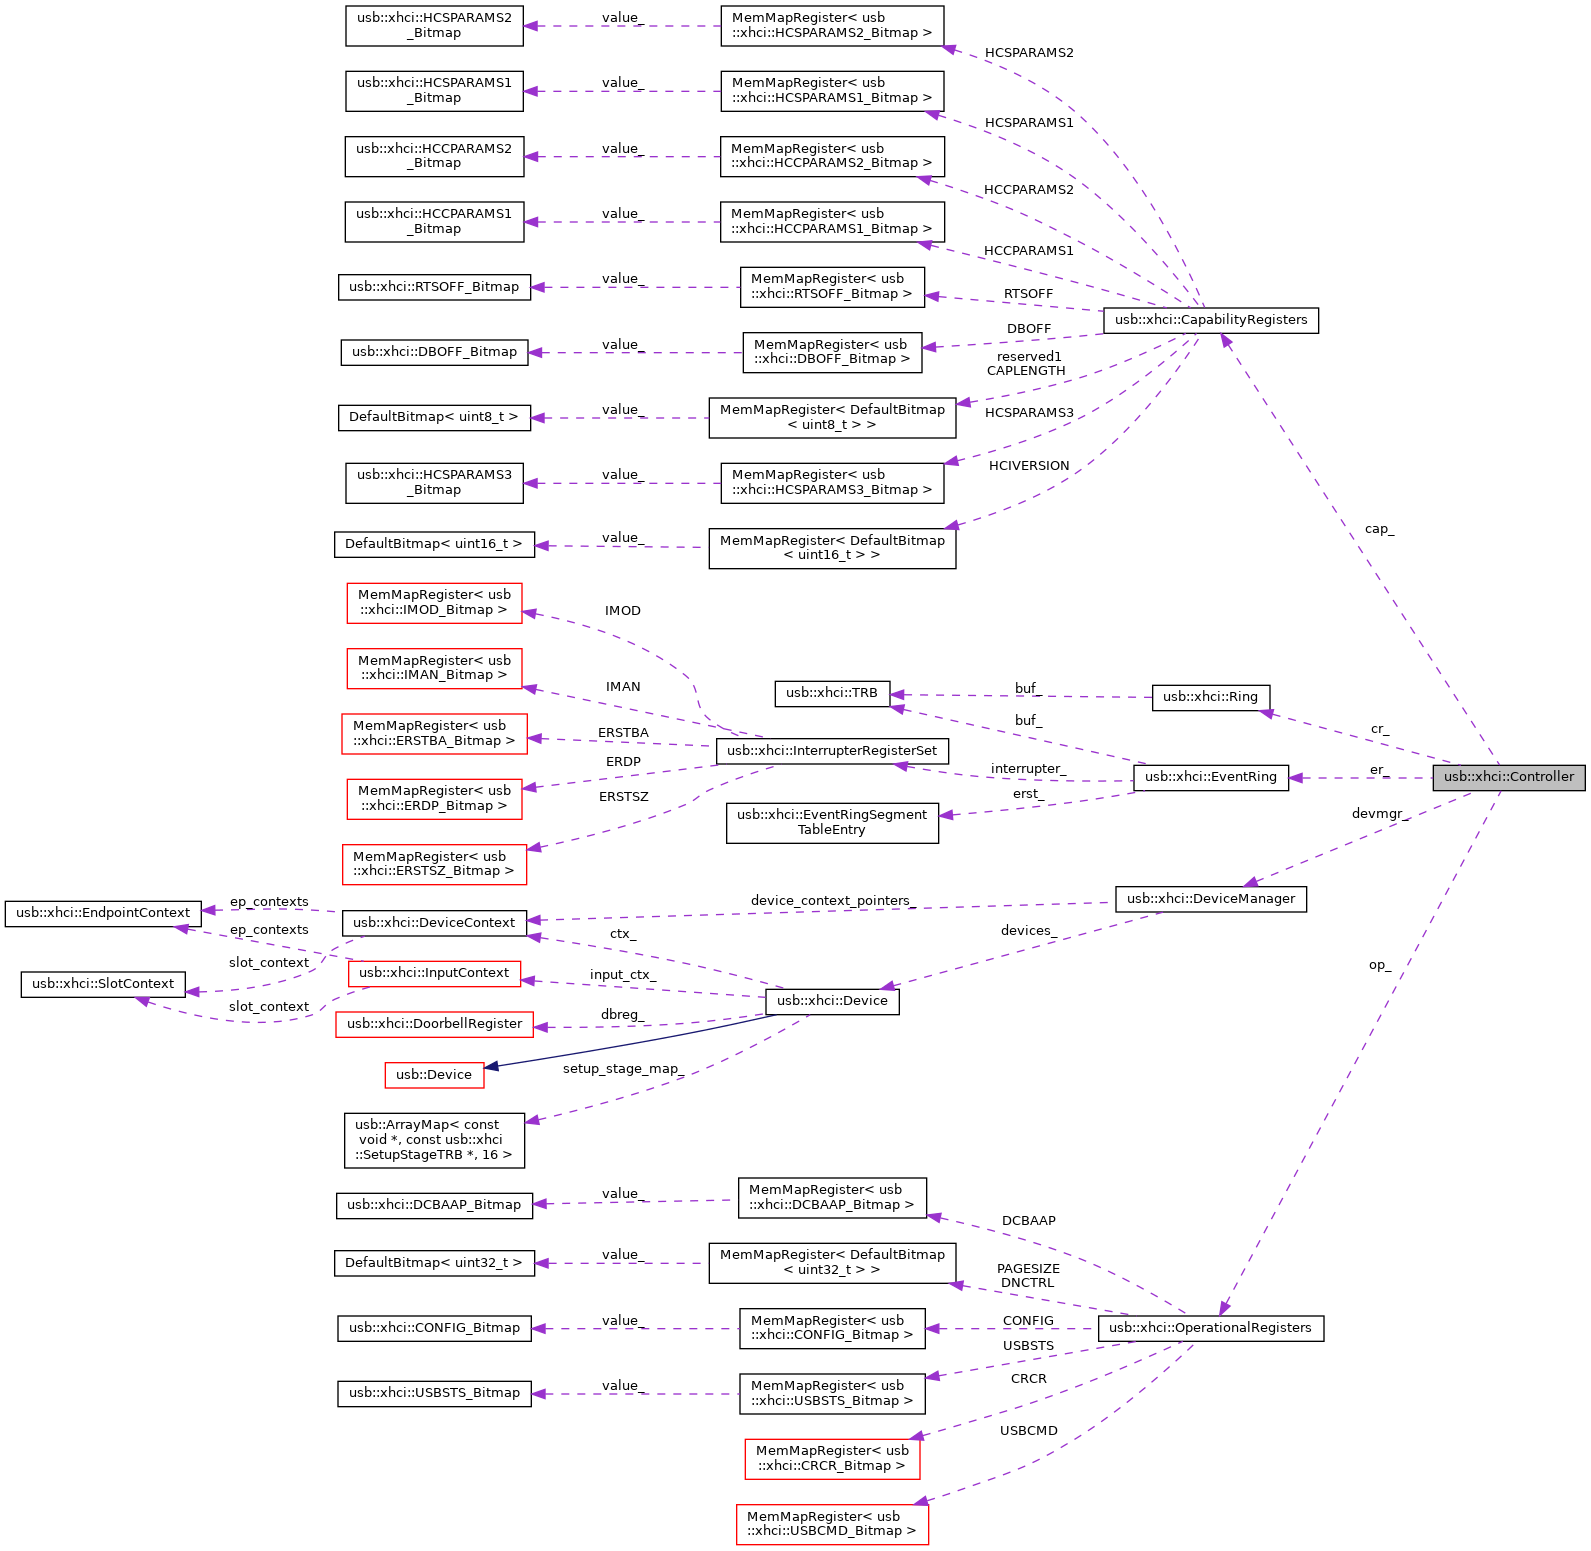 usb::xhci::HCSPARAMS2
_Bitmap
value_
MemMapRegister< usb
::xhci::HCSPARAMS2_Bitmap >
HCSPARAMS2
usb::xhci::HCSPARAMS1
_Bitmap
value_
MemMapRegister< usb
::xhci::HCSPARAMS1_Bitmap >
HCSPARAMS1
usb::xhci::HCCPARAMS2
_Bitmap
value_
MemMapRegister< usb
::xhci::HCCPARAMS2_Bitmap >
HCCPARAMS2
usb::xhci::HCCPARAMS1
_Bitmap
value_
MemMapRegister< usb
::xhci::HCCPARAMS1_Bitmap >
HCCPARAMS1
usb::xhci::RTSOFF_Bitmap
value_
MemMapRegister< usb
::xhci::RTSOFF_Bitmap >
RTSOFF
usb::xhci::CapabilityRegisters
usb::xhci::DBOFF_Bitmap
value_
MemMapRegister< usb
::xhci::DBOFF_Bitmap >
DBOFF
reserved1
CAPLENGTH
DefaultBitmap< uint8_t >
value_
MemMapRegister< DefaultBitmap
< uint8_t > >
HCSPARAMS3
usb::xhci::HCSPARAMS3
_Bitmap
value_
MemMapRegister< usb
::xhci::HCSPARAMS3_Bitmap >
HCIVERSION
DefaultBitmap< uint16_t >
value_
MemMapRegister< DefaultBitmap
< uint16_t > >
cap_
MemMapRegister< usb
::xhci::IMOD_Bitmap >
IMOD
MemMapRegister< usb
::xhci::IMAN_Bitmap >
IMAN
usb::xhci::TRB
buf_
usb::xhci::Ring
buf_
cr_
MemMapRegister< usb
::xhci::ERSTBA_Bitmap >
ERSTBA
usb::xhci::InterrupterRegisterSet
interrupter_
usb::xhci::EventRing
er_
usb::xhci::Controller
MemMapRegister< usb
::xhci::ERDP_Bitmap >
ERDP
ERSTSZ
usb::xhci::EventRingSegment
TableEntry
erst_
devmgr_
MemMapRegister< usb
::xhci::ERSTSZ_Bitmap >
usb::xhci::EndpointContext
ep_contexts
ep_contexts
usb::xhci::DeviceContext
device_context_pointers_
usb::xhci::DeviceManager
ctx_
devices_
slot_context
usb::xhci::InputContext
input_ctx_
op_
usb::xhci::SlotContext
slot_context
usb::xhci::Device
usb::xhci::DoorbellRegister
dbreg_
usb::Device
setup_stage_map_
usb::ArrayMap< const
void *, const usb::xhci
::SetupStageTRB *, 16 >
usb::xhci::DCBAAP_Bitmap
value_
MemMapRegister< usb
::xhci::DCBAAP_Bitmap >
DCBAAP
DefaultBitmap< uint32_t >
value_
MemMapRegister< DefaultBitmap
< uint32_t > >
PAGESIZE
DNCTRL
usb::xhci::CONFIG_Bitmap
value_
MemMapRegister< usb
::xhci::CONFIG_Bitmap >
CONFIG
usb::xhci::OperationalRegisters
USBSTS
usb::xhci::USBSTS_Bitmap
value_
MemMapRegister< usb
::xhci::USBSTS_Bitmap >
CRCR
MemMapRegister< usb
::xhci::CRCR_Bitmap >
USBCMD
MemMapRegister< usb
::xhci::USBCMD_Bitmap >